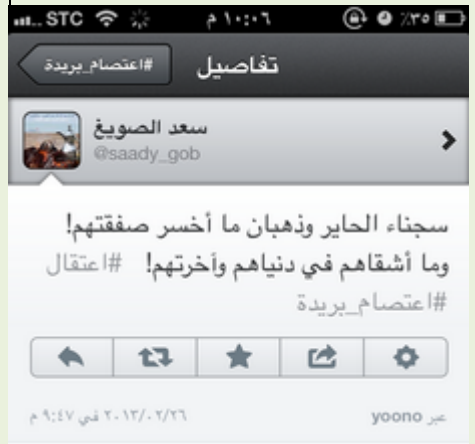 STC ١٠:٠٦ م ٪٣٥
#اعتصام_بريدة تفاصيل
سعد الصويغ
@saady_gob
سجناء الحاير وذهبان ما أخسر صفقتهم!
وما أشقاهم في دنياهم وآخرتهم! #اعتقال
#اعتصام_بريدة
٢٠١٣/٠٢/٢٦ في ٩:٤٧ م عبر yoono